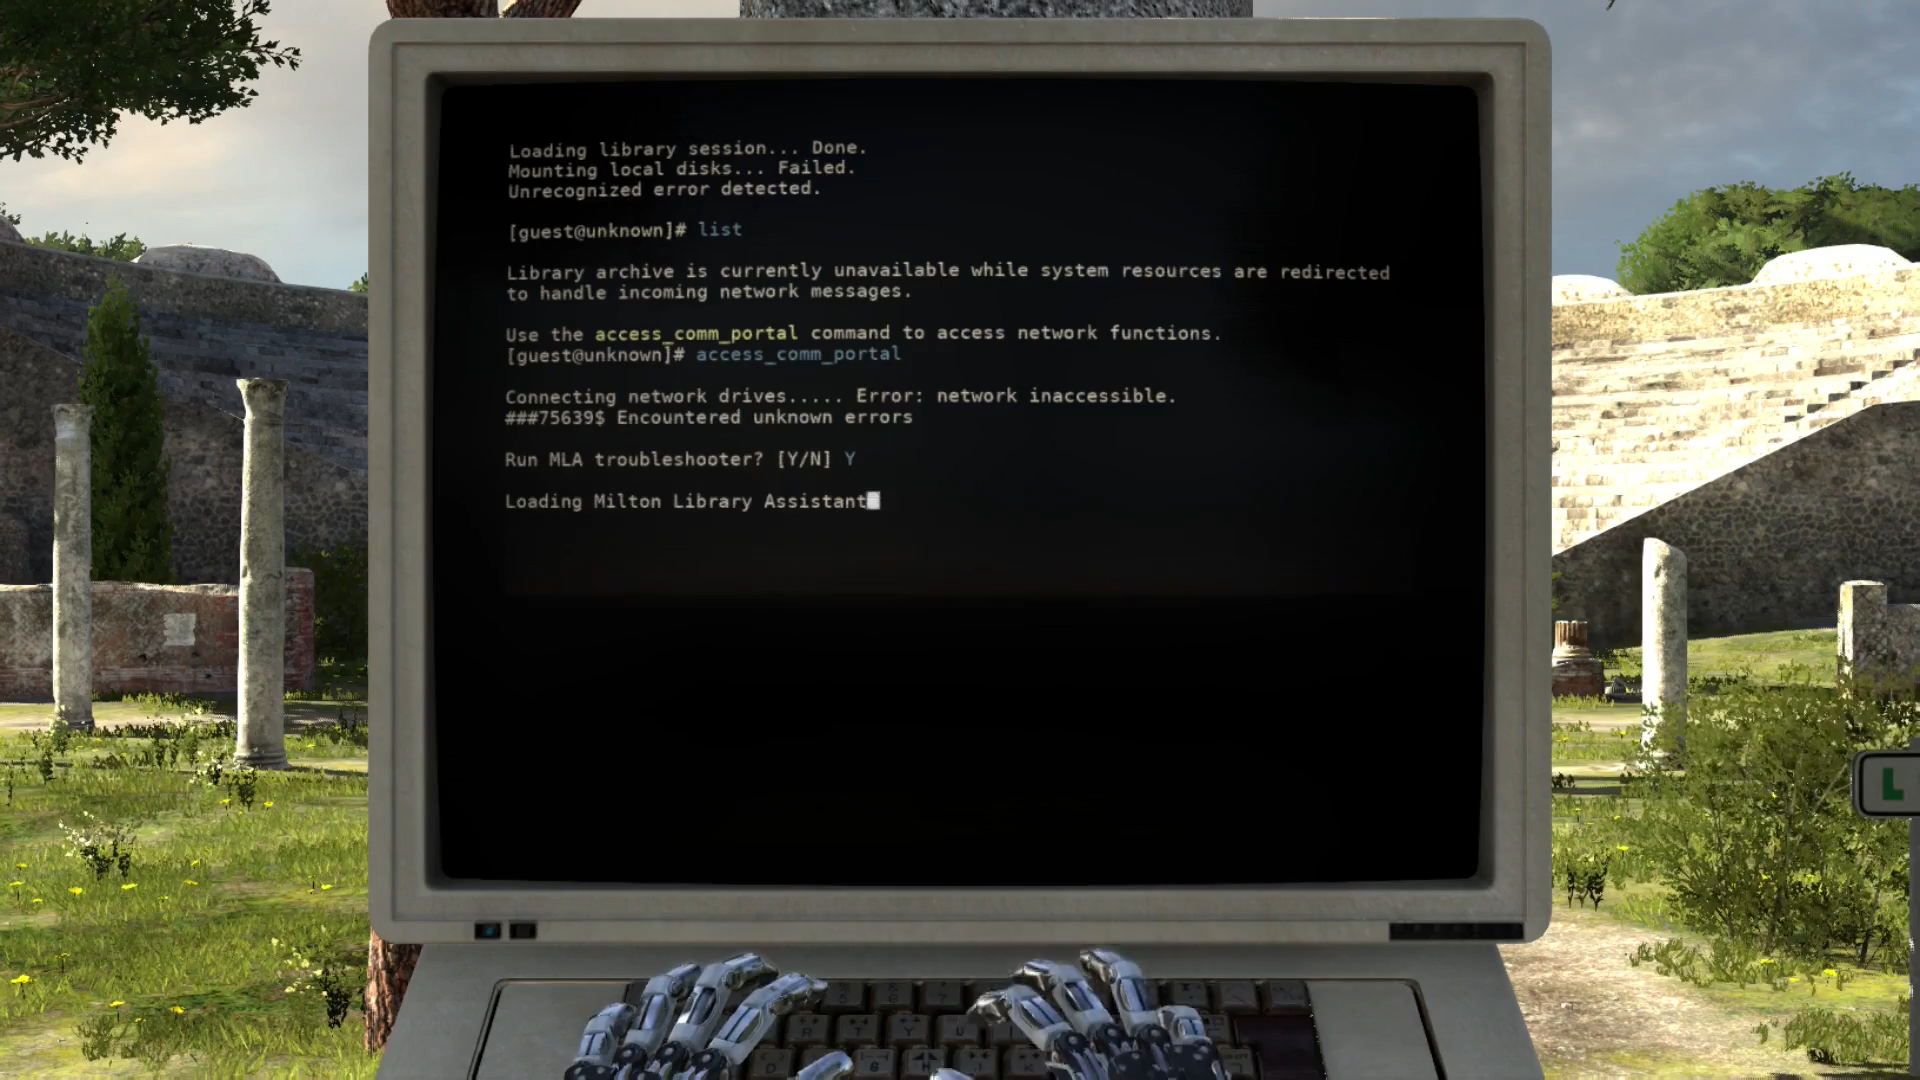 Loading library session... Done.
Mounting local disks... Failed.
Unrecognized error detected.
[guest@unknown]# list
Library archive is currently unavailable while system resources are redirected
to handle incoming network messages.
Use the access_comm_portal command to access network functions.
[guest@unknown]# access_comm_portal
Connecting network drives..... Error: network inaccessible.
###75639$ Encountered unknown errors
Run MLA troubleshooter? [Y/N] Y
Loading Milton Library Assistant
L